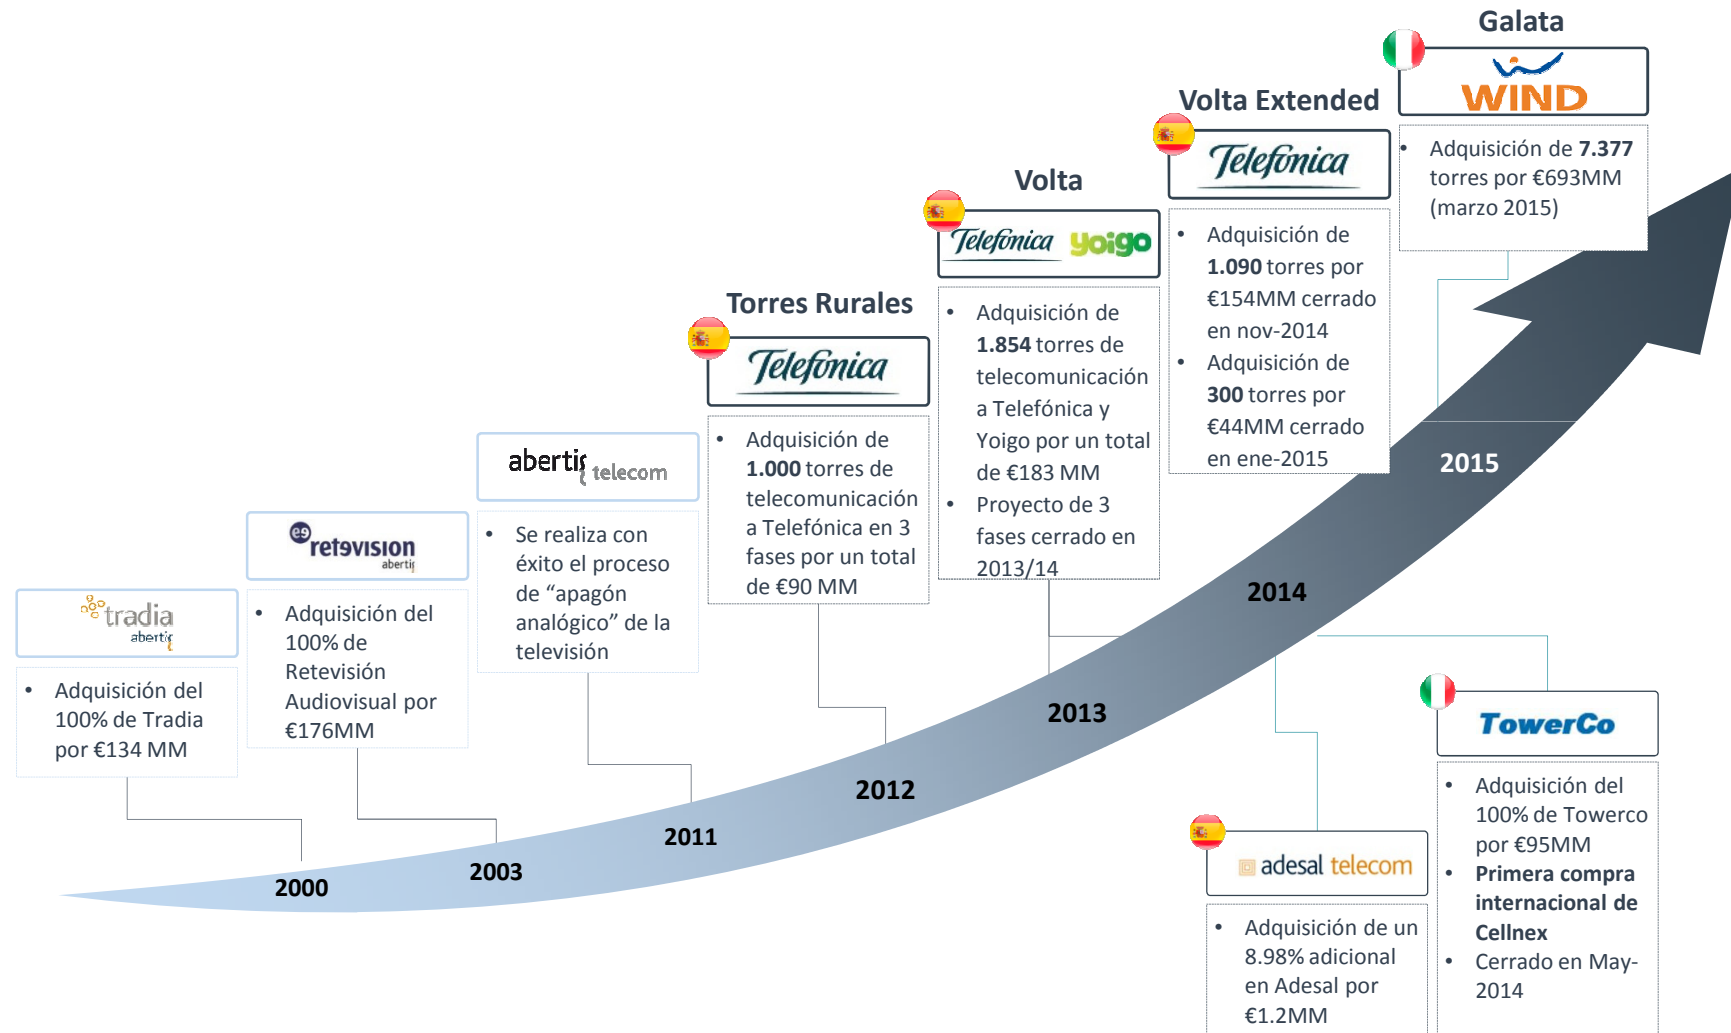 Galata
WIND
• Adquisición de 7.377
torres por €693MM
(marzo 2015)
Volta Extended
Telefónica
• Adquisición de
1.090 torres por
€154MM cerrado
en nov-2014
• Adquisición de
300 torres por
€44MM cerrado
en ene-2015
Volta
Telefónica yoigo
• Adquisición de
1.854 torres de
telecomunicación
a Telefónica y
Yoigo por un total
de €183 MM
• Proyecto de 3
fases cerrado en
2013/14
Torres Rurales
Telefónica
• Adquisición de
1.000 torres de
telecomunicación
a Telefónica en 3
fases por un total
de €90 MM
abertis telecom
• Se realiza con
éxito el proceso
de “apagón
analógico” de la
televisión
retevision
abertis
• Adquisición del
100% de
Retevisión
Audiovisual por
€176MM
tradia
abertis
• Adquisición del
100% de Tradia
por €134 MM
2000
2003
2011
2012
2013
2014
2015
adesal telecom
• Adquisición de un
8.98% adicional
en Adesal por
€1.2MM
TowerCo
• Adquisición del
100% de Towerco
por €95MM
• Primera compra
internacional de
Cellnex
• Cerrado en May-
2014